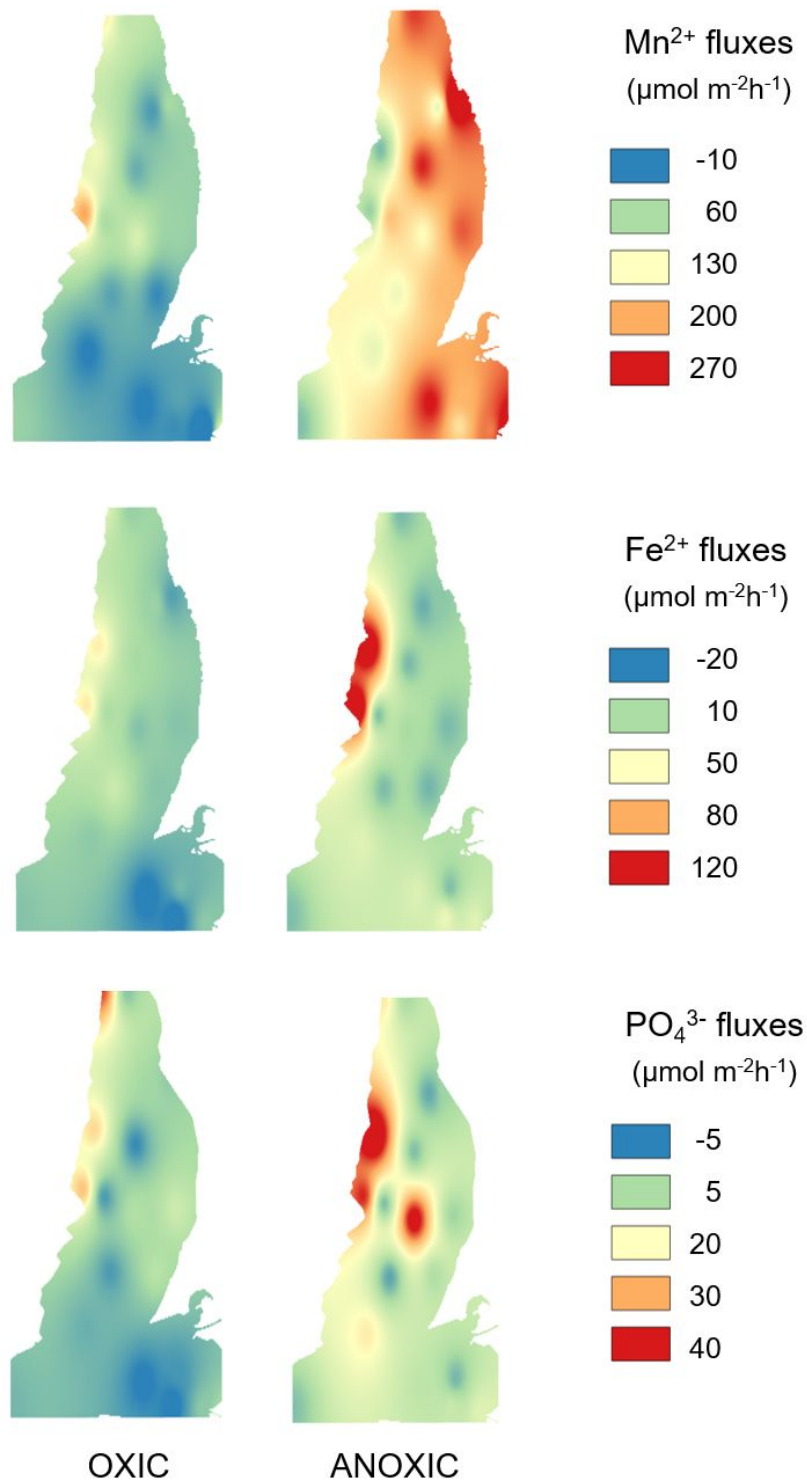 Mn²⁺ fluxes
(µmol m⁻²h⁻¹)
-10
60
130
200
270
Fe²⁺ fluxes
(µmol m⁻²h⁻¹)
-20
10
50
80
120
PO₄³⁻ fluxes
(µmol m⁻²h⁻¹)
-5
5
20
30
40
OXIC ANOXIC